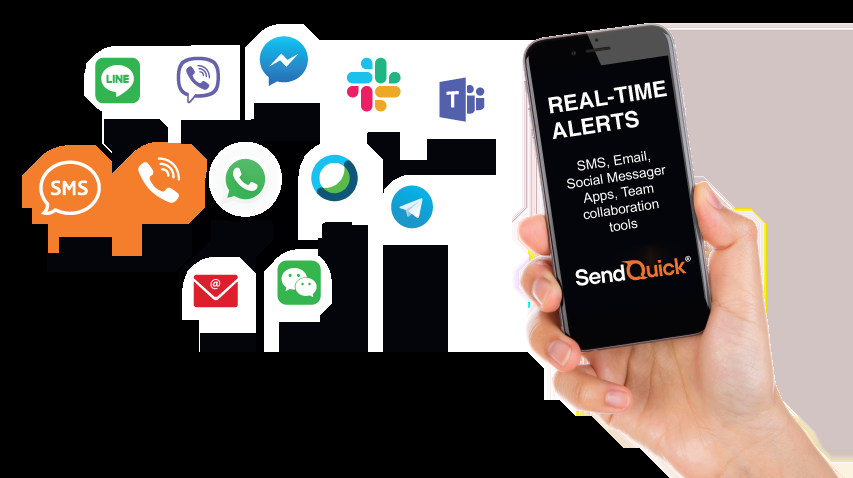 LINE
T
SMS
@
REAL-TIME
ALERTS
SMS, Email,
Social Messager
Apps, Team
collaboration
tools
SendQuick®